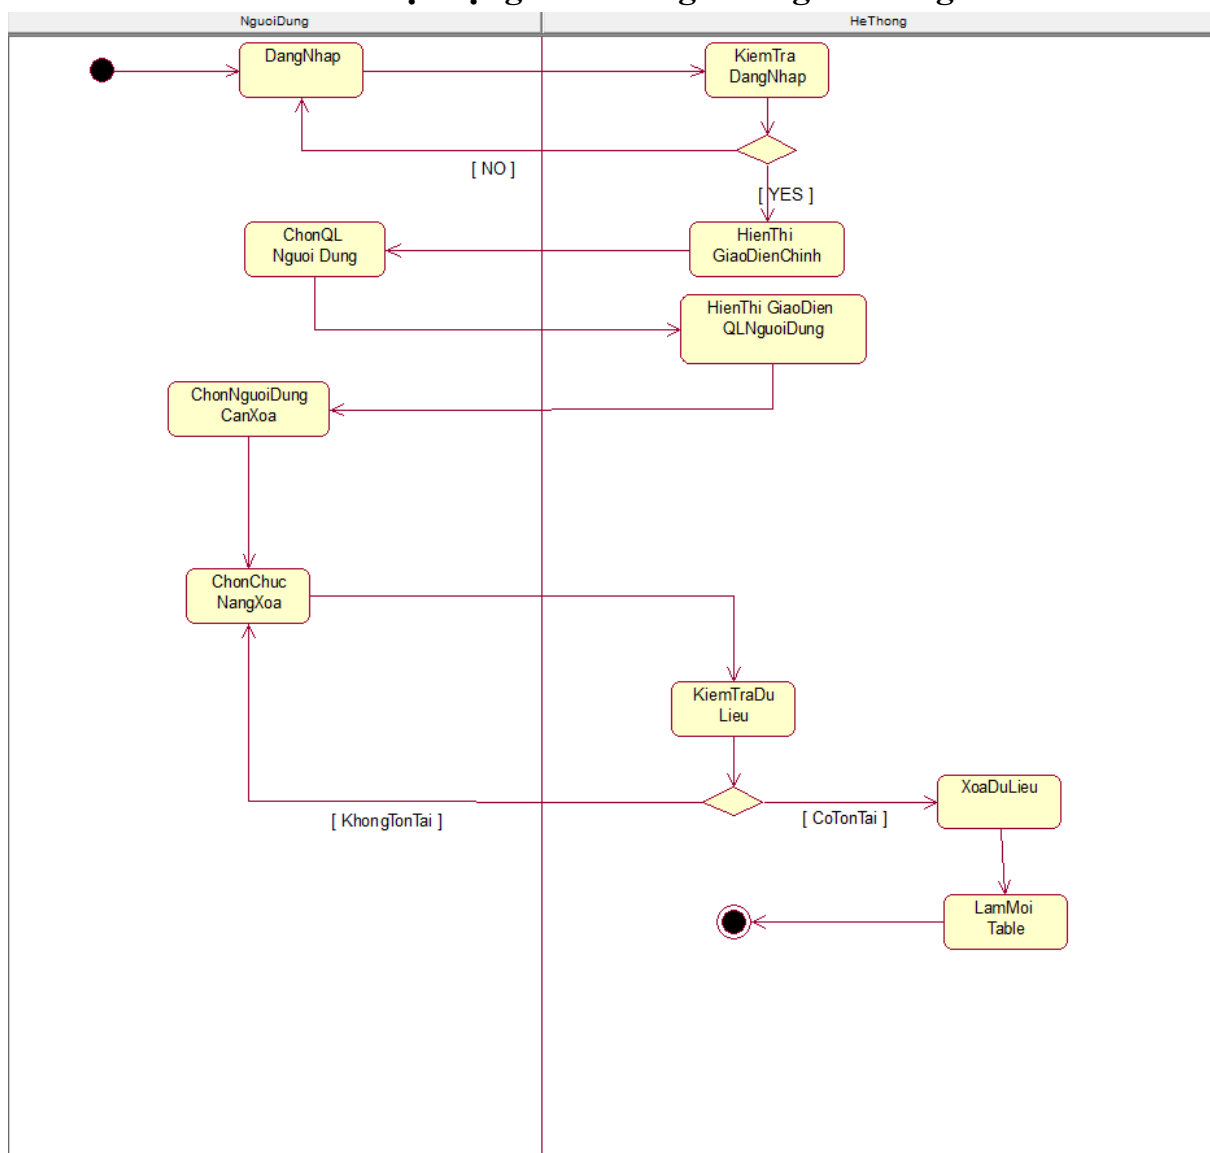 NguoiDung
HeThong
DangNhap
KiemTra
DangNhap
[ NO ]
[ YES ]
ChonQL
Nguoi Dung
HienThi
GiaoDienChinh
HienThi GiaoDien
QLNguoiDung
ChonNguoiDung
CanXoa
ChonChuc
NangXoa
KiemTraDu
Lieu
[ KhongTonTai ]
[ CoTonTai ]
XoaDuLieu
LamMoi
Table